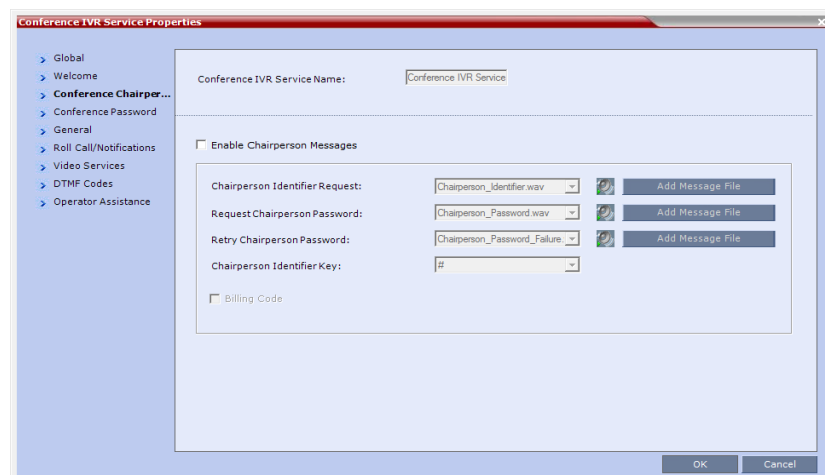 Conference IVR Service Properties
Global
Welcome
Conference Chairper...
Conference Password
General
Roll Call/Notifications
Video Services
DTMF Codes
Operator Assistance
Conference IVR Service Name: Conference IVR Service
Enable Chairperson Messages
Chairperson Identifier Request: Chairperson_Identifier.wav Add Message File
Request Chairperson Password: Chairperson_Password.wav Add Message File
Retry Chairperson Password: Chairperson_Password_Failure. Add Message File
Chairperson Identifier Key: #
Billing Code
OK Cancel